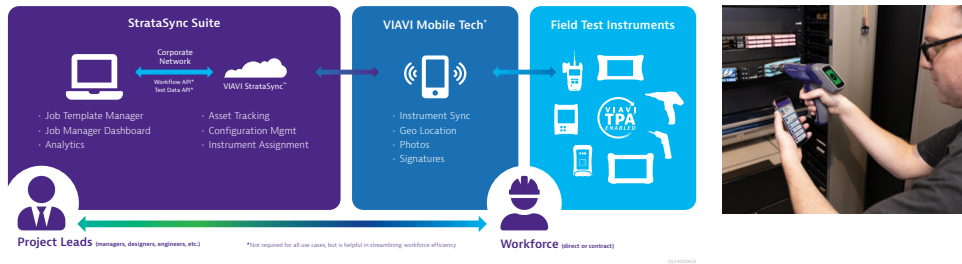 StrataSync Suite
Corporate
Network
Workflow API*
Test Data API*
VIAVI StrataSync™
· Job Template Manager
· Job Manager Dashboard
· Analytics
· Asset Tracking
· Configuration Mgmt
· Instrument Assignment
VIAVI Mobile Tech*
· Instrument Sync
· Geo Location
· Photos
· Signatures
Field Test Instruments
VIAVI
TPA
ENABLED
Project Leads (managers, designers, engineers, etc.)
*Not required for all use cases, but is helpful in streamlining workforce efficiency
Workforce (direct or contract)